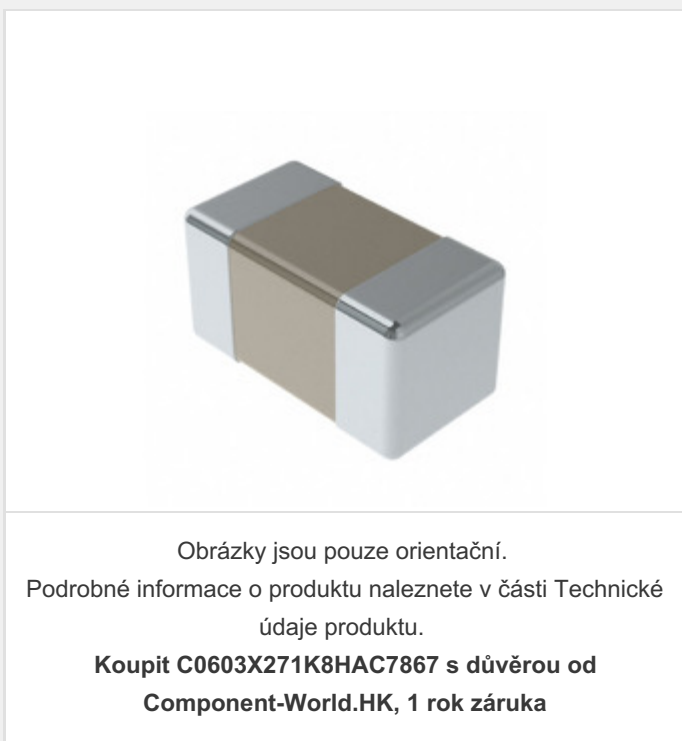 Obrázky jsou pouze orientační.
Podrobné informace o produktu naleznete v části Technické
údaje produktu.
Koupit C0603X271K8HAC7867 s důvěrou od
Component-World.HK, 1 rok záruka